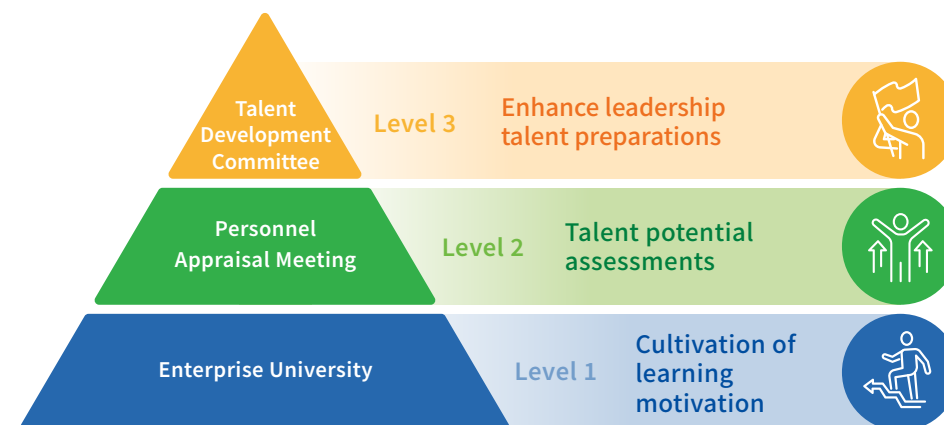 Talent
Development
Committee
Level 3
Enhance leadership
talent preparations
Personnel
Appraisal Meeting
Level 2
Talent potential
assessments
Enterprise University
Level 1
Cultivation of
learning
motivation